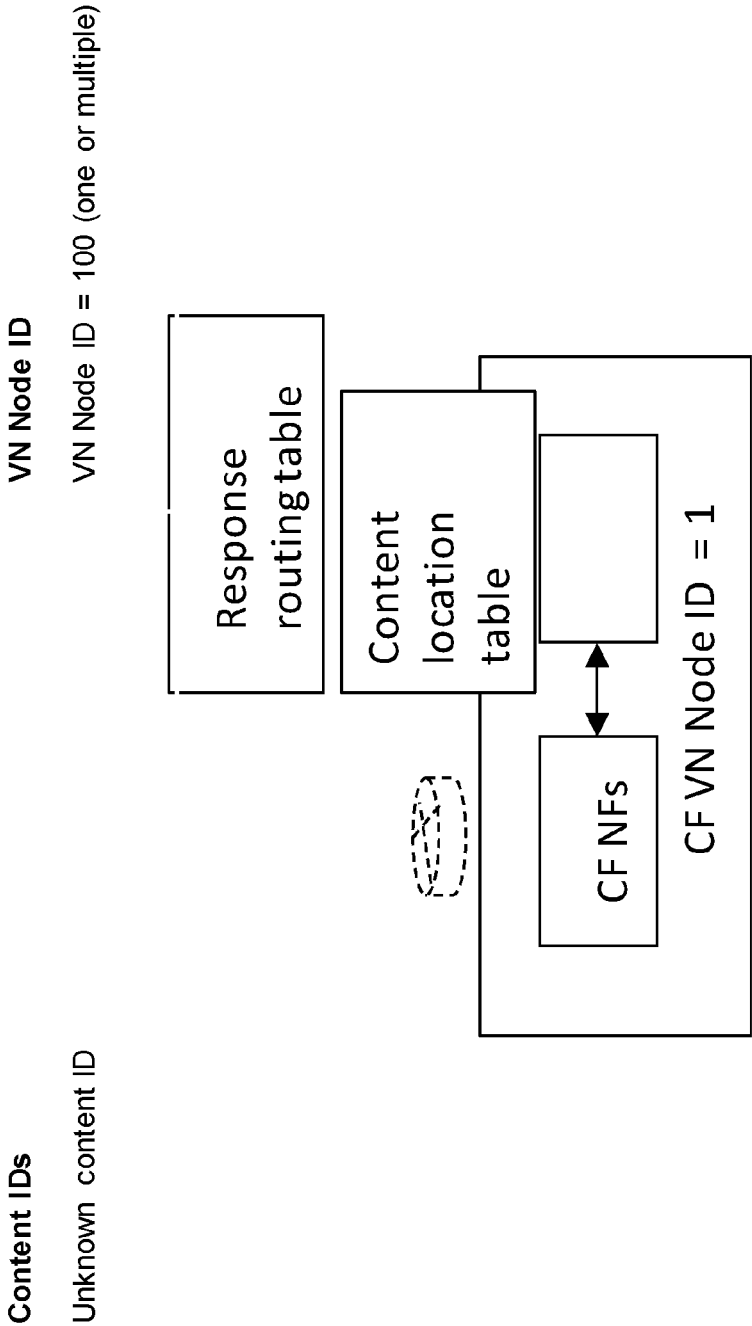 Content IDs
VN Node ID
Unknown content ID
VN Node ID = 100 (one or multiple)
Response
routing table
Content
location
table
CF NFs
CF VN Node ID = 1